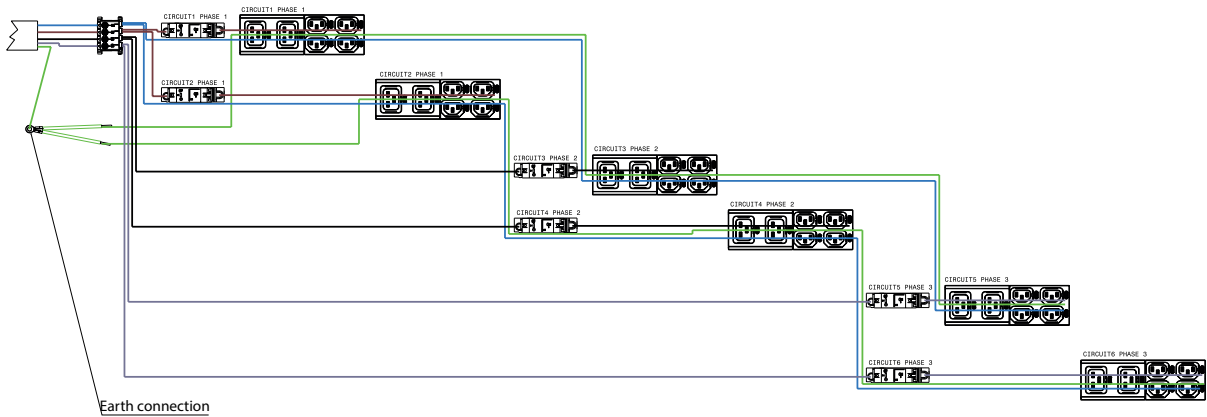 CIRCUIT1 PHASE 1
CIRCUIT1 PHASE 1
CIRCUIT2 PHASE 1
CIRCUIT2 PHASE 1
CIRCUIT3 PHASE 2
CIRCUIT3 PHASE 2
CIRCUIT4 PHASE 2
CIRCUIT4 PHASE 2
CIRCUIT5 PHASE 3
CIRCUIT5 PHASE 3
CIRCUIT6 PHASE 3
CIRCUIT6 PHASE 3
Earth connection